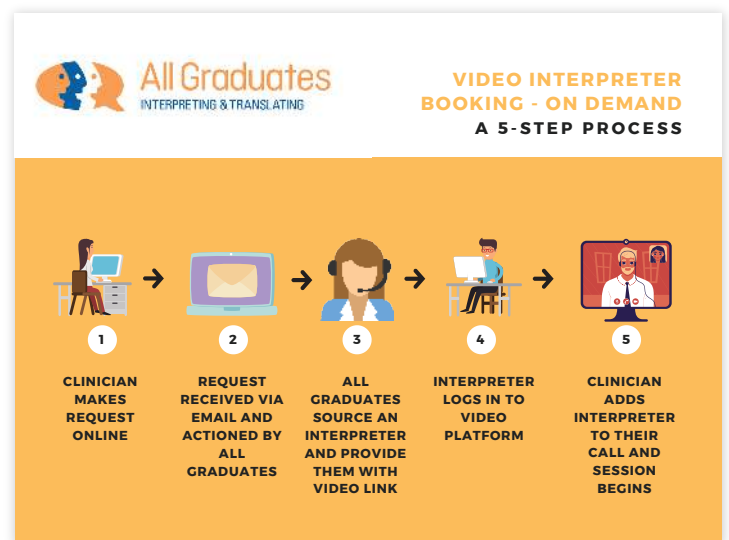 All Graduates
INTERPRETING & TRANSLATING
VIDEO INTERPRETER
BOOKING - ON DEMAND
A 5-STEP PROCESS
1
CLINICIAN
MAKES
REQUEST
ONLINE
2
REQUEST
RECEIVED VIA
EMAIL AND
ACTIONED BY
ALL
GRADUATES
3
ALL
GRADUATES
SOURCE AN
INTERPRETER
AND PROVIDE
THEM WITH
VIDEO LINK
4
INTERPRETER
LOGS IN TO
VIDEO
PLATFORM
5
CLINICIAN
ADDS
INTERPRETER
TO THEIR
CALL AND
SESSION
BEGINS